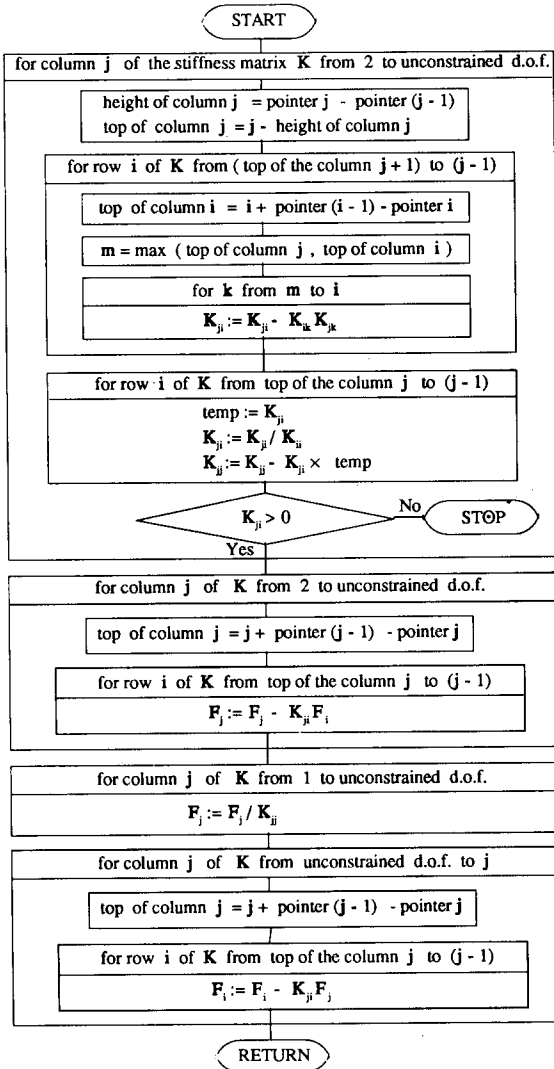 START
for column j of the stiffness matrix K from 2 to unconstrained d.o.f.
height of column j = pointer j - pointer (j - 1)
top of column j = j - height of column j
for row i of K from (top of the column j + 1) to (j - 1)
top of column i = i + pointer (i - 1) - pointer i
m = max ( top of column j , top of column i )
for k from m to i
K_ji := K_ji - K_ik K_jk
for row i of K from top of the column j to (j - 1)
temp := K_ji
K_ji := K_ji / K_ii
K_jj := K_jj - K_ji × temp
K_ji > 0
No
STOP
Yes
for column j of K from 2 to unconstrained d.o.f.
top of column j = j + pointer (j - 1) - pointer j
for row i of K from top of the column j to (j - 1)
F_j := F_j - K_ji F_i
for column j of K from 1 to unconstrained d.o.f.
F_j := F_j / K_jj
for column j of K from unconstrained d.o.f. to j
top of column j = j + pointer (j - 1) - pointer j
for row i of K from top of the column j to (j - 1)
F_i := F_i - K_ji F_j
RETURN